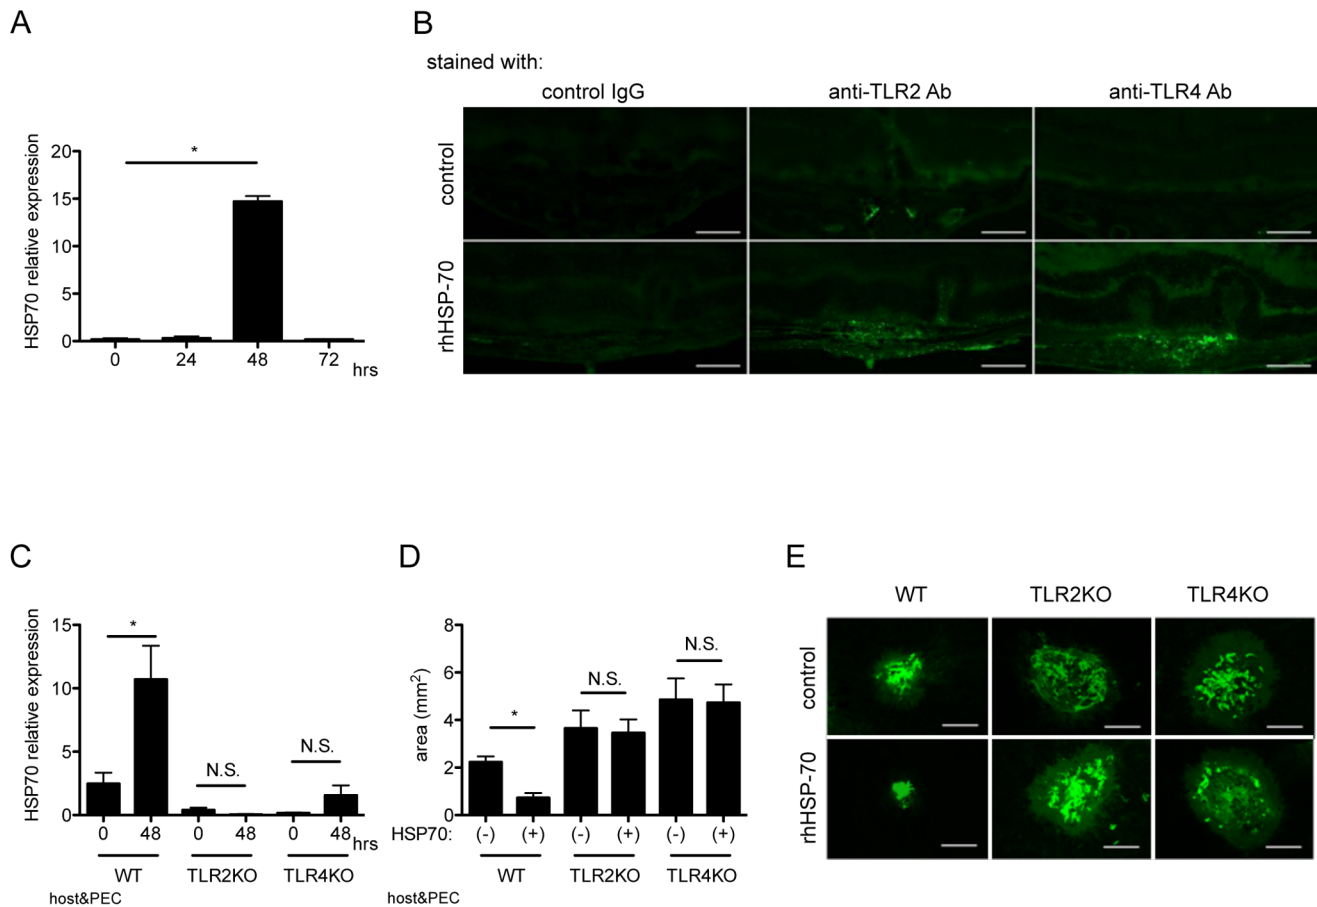 A
HSP70 relative expression
20
15
10
5
0
*
0 24 48 72 hrs
B
stained with:
control IgG anti-TLR2 Ab anti-TLR4 Ab
control
rhHSP-70
C
HSP70 relative expression
15
10
5
0
* N.S. N.S.
0 48 0 48 0 48 hrs
WT TLR2KO TLR4KO
host&PEC
D
area (mm²)
8
6
4
2
0
* N.S. N.S.
HSP70: (-) (+) (-) (+) (-) (+)
WT TLR2KO TLR4KO
host&PEC
E
WT TLR2KO TLR4KO
control
rhHSP-70